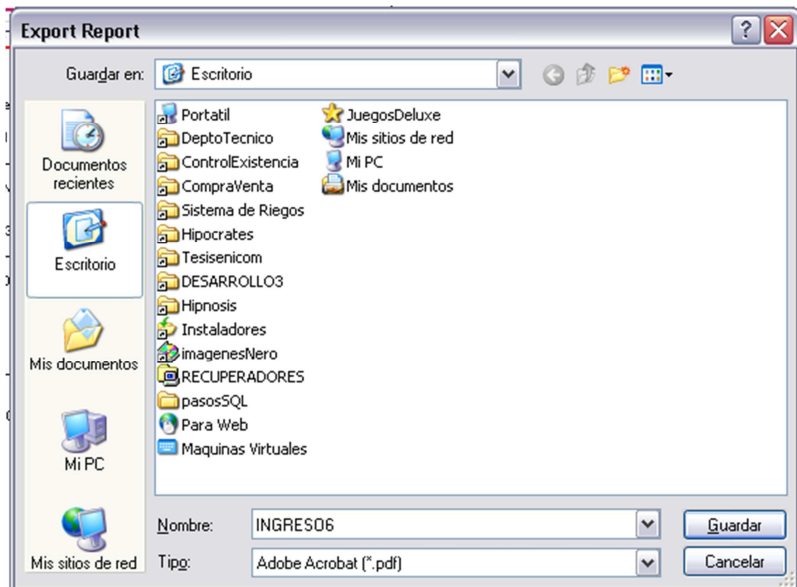 Export Report
Guardar en: Escritorio
Documentos recientes
Escritorio
Mis documentos
Mi PC
Mis sitios de red
Portatil
DeptoTecnico
ControlExistencia
CompraVenta
Sistema de Riegos
Hipocrates
Tesisenicom
DESARROLLO3
Hipnosis
Instaladores
imagenesNero
RECUPERADORES
pasosSQL
Para Web
Maquinas Virtuales
JuegosDeluxe
Mis sitios de red
Mi PC
Mis documentos
Nombre: INGRESO6 Guardar
Tipo: Adobe Acrobat (*.pdf) Cancelar